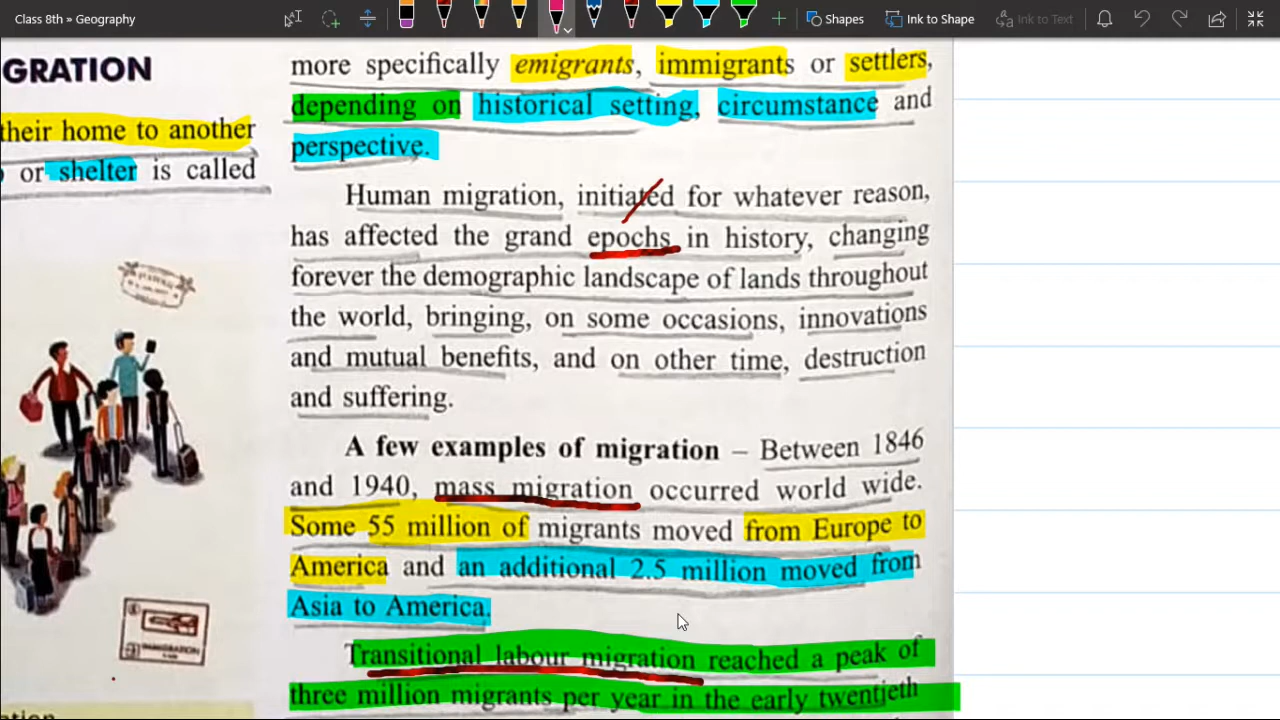 Class 8th » Geography
Shapes
Ink to Shape
Ink to Text
GRATION
their home to another
or shelter is called
more specifically emigrants, immigrants or settlers,
depending on historical setting, circumstance and
perspective.
Human migration, initiated for whatever reason,
has affected the grand epochs in history, changing
forever the demographic landscape of lands throughout
the world, bringing, on some occasions, innovations
and mutual benefits, and on other time, destruction
and suffering.
A few examples of migration – Between 1846
and 1940, mass migration occurred world wide.
Some 55 million of migrants moved from Europe to
America and an additional 2.5 million moved from
Asia to America.
Transitional labour migration reached a peak of
three million migrants per year in the early twentieth